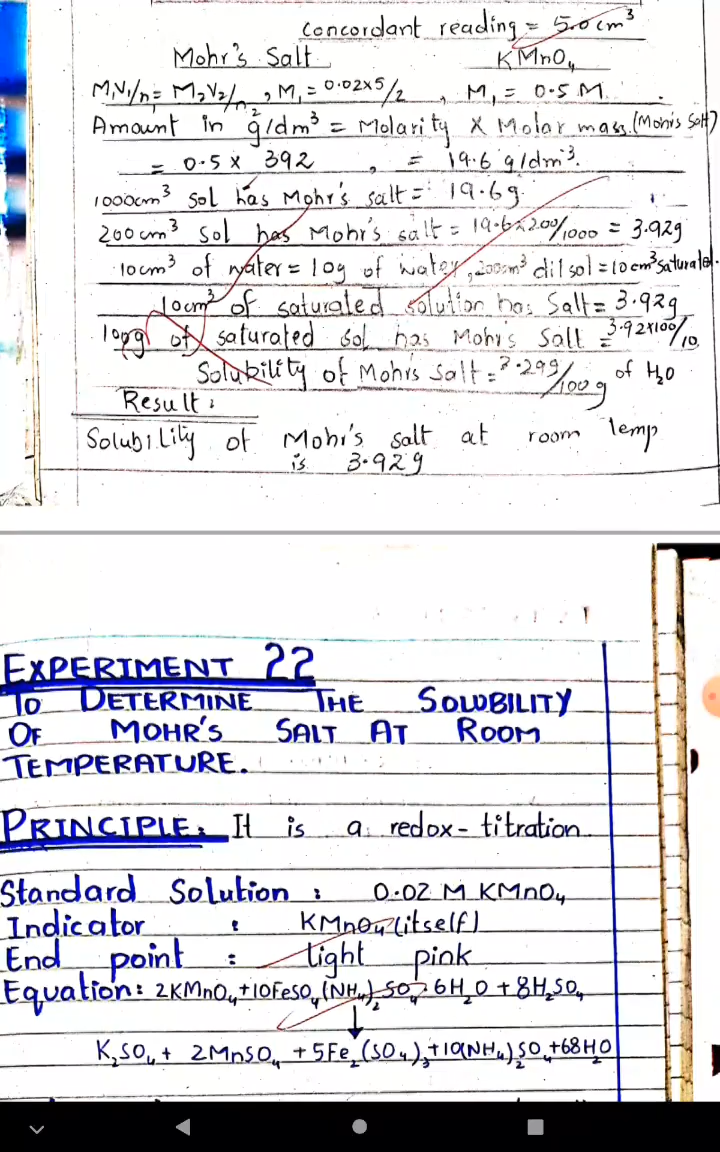 concordant reading = 5.0 cm³
Mohr's Salt KMnO₄
M₁V₁/n₁ = M₂V₂/n₂, M₁ = 0.02×5/2, M₁ = 0.5 M.
Amount in g/dm³ = Molarity × Molar mass (Mohr's Salt)
= 0.5 × 392, = 19.6 g/dm³.
1000cm³ sol has Mohr's salt = 19.6g.
200cm³ sol has Mohr's salt = 19.6×200/1000 = 3.92g
10cm³ of water = 10g of water, 200cm³ dil sol = 10cm³ saturated.
10cm³ of saturated solution has Salt = 3.92g
100g of saturated sol has Mohr's Salt = 3.92×100/10.
Solubility of Mohr's salt = /100g of H₂O
Result:
Solubility of Mohr's salt at room temp
is 3.92g
EXPERIMENT 22
TO DETERMINE THE SOLUBILITY
OF MOHR'S SALT AT ROOM
TEMPERATURE.
PRINCIPLE: It is a redox-titration
Standard Solution : 0.02 M KMnO₄
Indicator : KMnO₄ (itself)
End point : light pink
Equation: 2KMnO₄+10FeSO₄(NH₄)₂SO₄.6H₂O + 8H₂SO₄
↓
K₂SO₄ + 2MnSO₄ + 5Fe₂(SO₄)₃+10(NH₄)₂SO₄+68H₂O